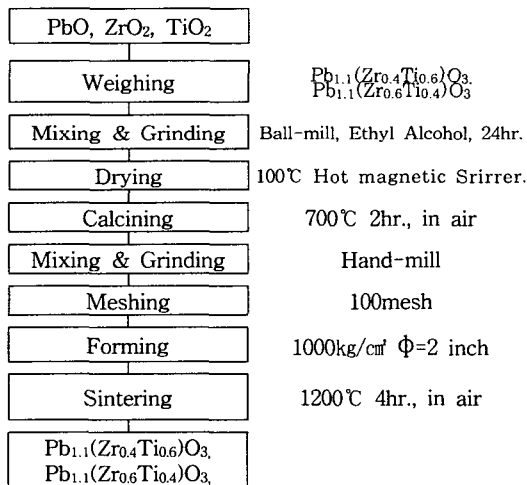 PbO, ZrO₂, TiO₂
Weighing
Pb₁.₁(Zr₀.₄Ti₀.₆)O₃,
Pb₁.₁(Zr₀.₆Ti₀.₄)O₃
Mixing & Grinding Ball-mill, Ethyl Alcohol, 24hr.
Drying 100℃ Hot magnetic Srirrer.
Calcining 700℃ 2hr., in air
Mixing & Grinding Hand-mill
Meshing 100mesh
Forming 1000kg/㎠ Φ=2 inch
Sintering 1200℃ 4hr., in air
Pb₁.₁(Zr₀.₄Ti₀.₆)O₃,
Pb₁.₁(Zr₀.₆Ti₀.₄)O₃,